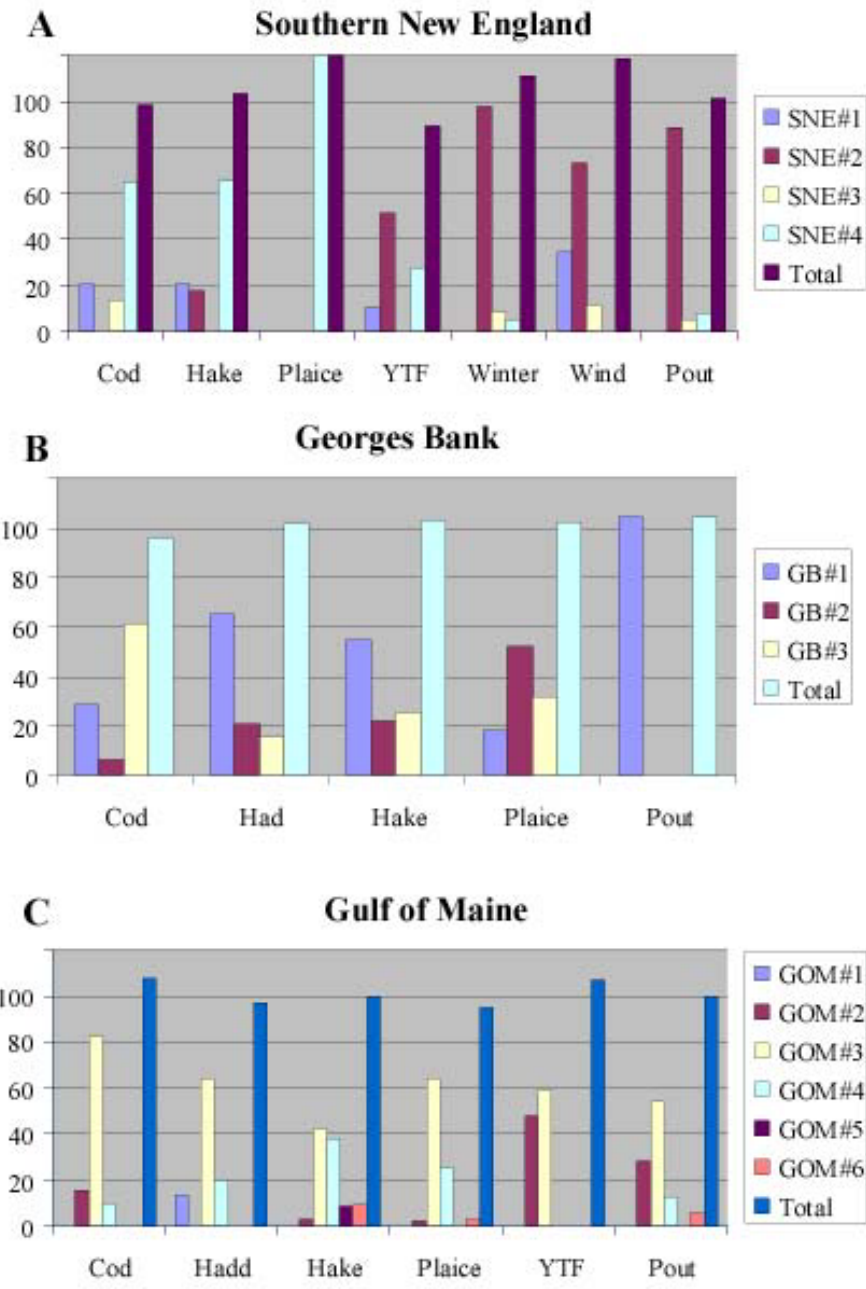 A
Southern New England
100
80
60
40
20
0
Cod Hake Plaice YTF Winter Wind Pout
SNE#1
SNE#2
SNE#3
SNE#4
Total
B
Georges Bank
100
80
60
40
20
0
Cod Had Hake Plaice Pout
GB#1
GB#2
GB#3
Total
C
Gulf of Maine
100
80
60
40
20
0
Cod Hadd Hake Plaice YTF Pout
GOM#1
GOM#2
GOM#3
GOM#4
GOM#5
GOM#6
Total